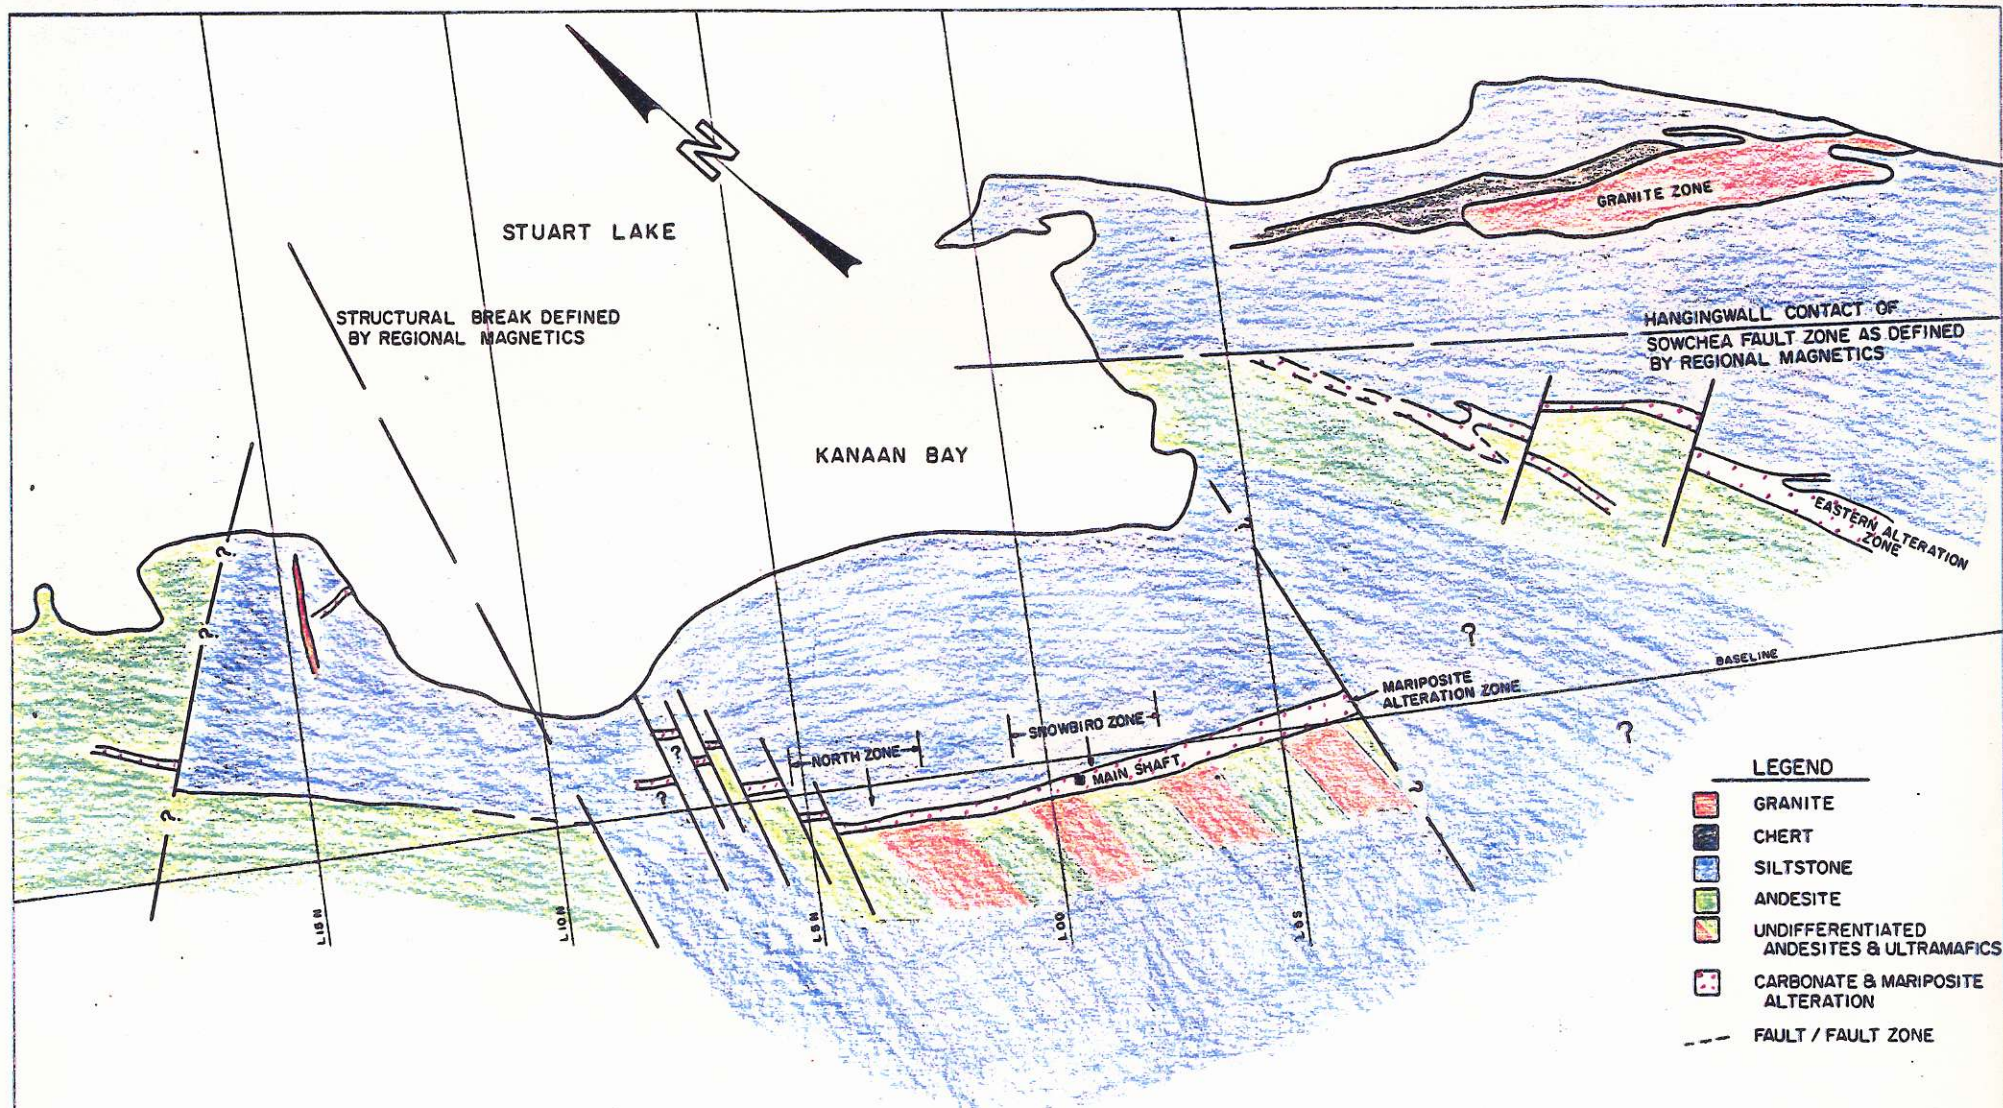 N
STUART LAKE
GRANITE ZONE
STRUCTURAL BREAK DEFINED
BY REGIONAL MAGNETICS
HANGINGWALL CONTACT OF
SOWCHEA FAULT ZONE AS DEFINED
BY REGIONAL MAGNETICS
KANAAN BAY
EASTERN ALTERATION
ZONE
?
?
?
?
?
?
?
?
?
?
BASELINE
MARIPOSITE
ALTERATION ZONE
SNOWBIRD ZONE
NORTH ZONE
MAIN SHAFT
L15N
L10N
L5N
L00
L5S
LEGEND
GRANITE
CHERT
SILTSTONE
ANDESITE
UNDIFFERENTIATED
ANDESITES & ULTRAMAFICS
CARBONATE & MARIPOSITE
ALTERATION
FAULT / FAULT ZONE